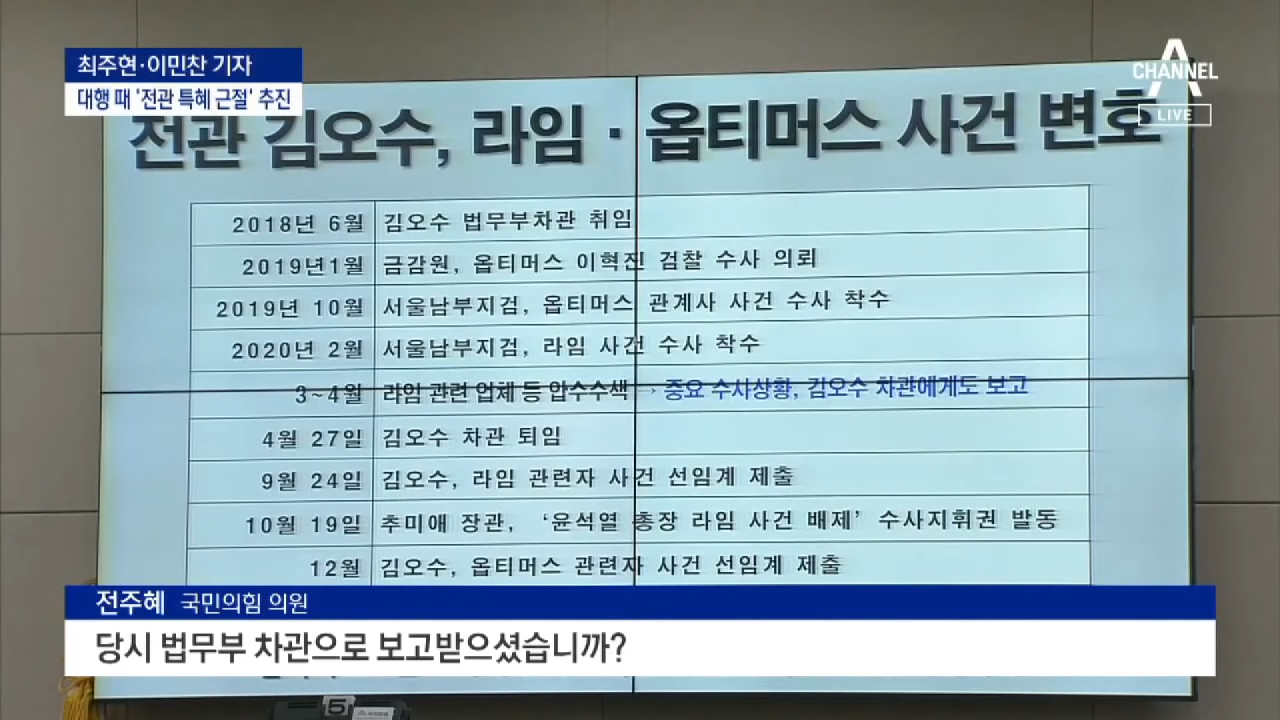 최주현·이민찬 기자
대행 때 '전관 특혜 근절' 추진
CHANNEL A
LIVE
전관 김오수, 라임·옵티머스 사건 변호
2018년 6월 김오수 법무부차관 취임
2019년1월 금감원, 옵티머스 이혁진 검찰 수사 의뢰
2019년 10월 서울남부지검, 옵티머스 관계사 사건 수사 착수
2020년 2월 서울남부지검, 라임 사건 수사 착수
3~4월 라임 관련 업체 등 압수수색 → 중요 수사상황, 김오수 차관에게도 보고
4월 27일 김오수 차관 퇴임
9월 24일 김오수, 라임 관련자 사건 선임계 제출
10월 19일 추미애 장관, ‘윤석열 총장 라임 사건 배제’ 수사지휘권 발동
12월 김오수, 옵티머스 관련자 사건 선임계 제출
전주혜 국민의힘 의원
당시 법무부 차관으로 보고받으셨습니까?
5